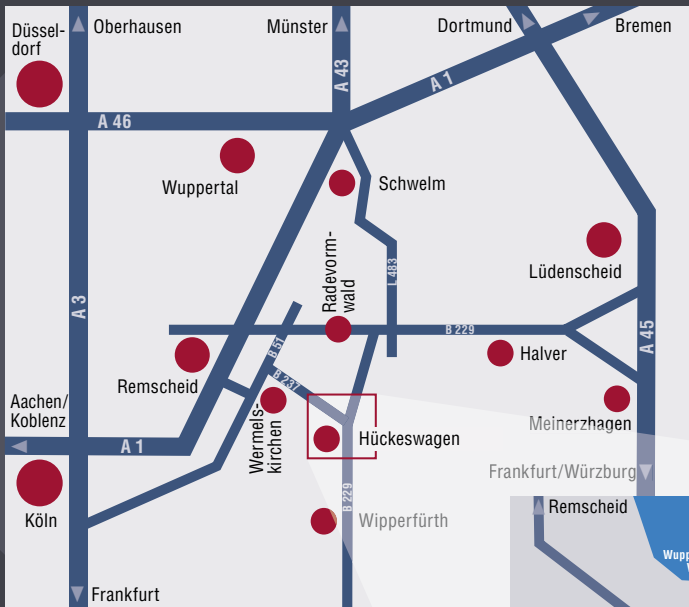 Düssel-
dorf
Oberhausen
Münster
Dortmund
Bremen
A 43
A 1
A 46
Wuppertal
Schwelm
Radevorm-
wald
L 483
Lüdenscheid
A 3
B 51
B 229
A 45
Remscheid
Halver
B 237
Aachen/
Koblenz
Wermels-
kirchen
Meinerzhagen
A 1
Hückeswagen
Köln
B 229
Frankfurt/Würzburg
Wipperfürth
Remscheid
Frankfurt